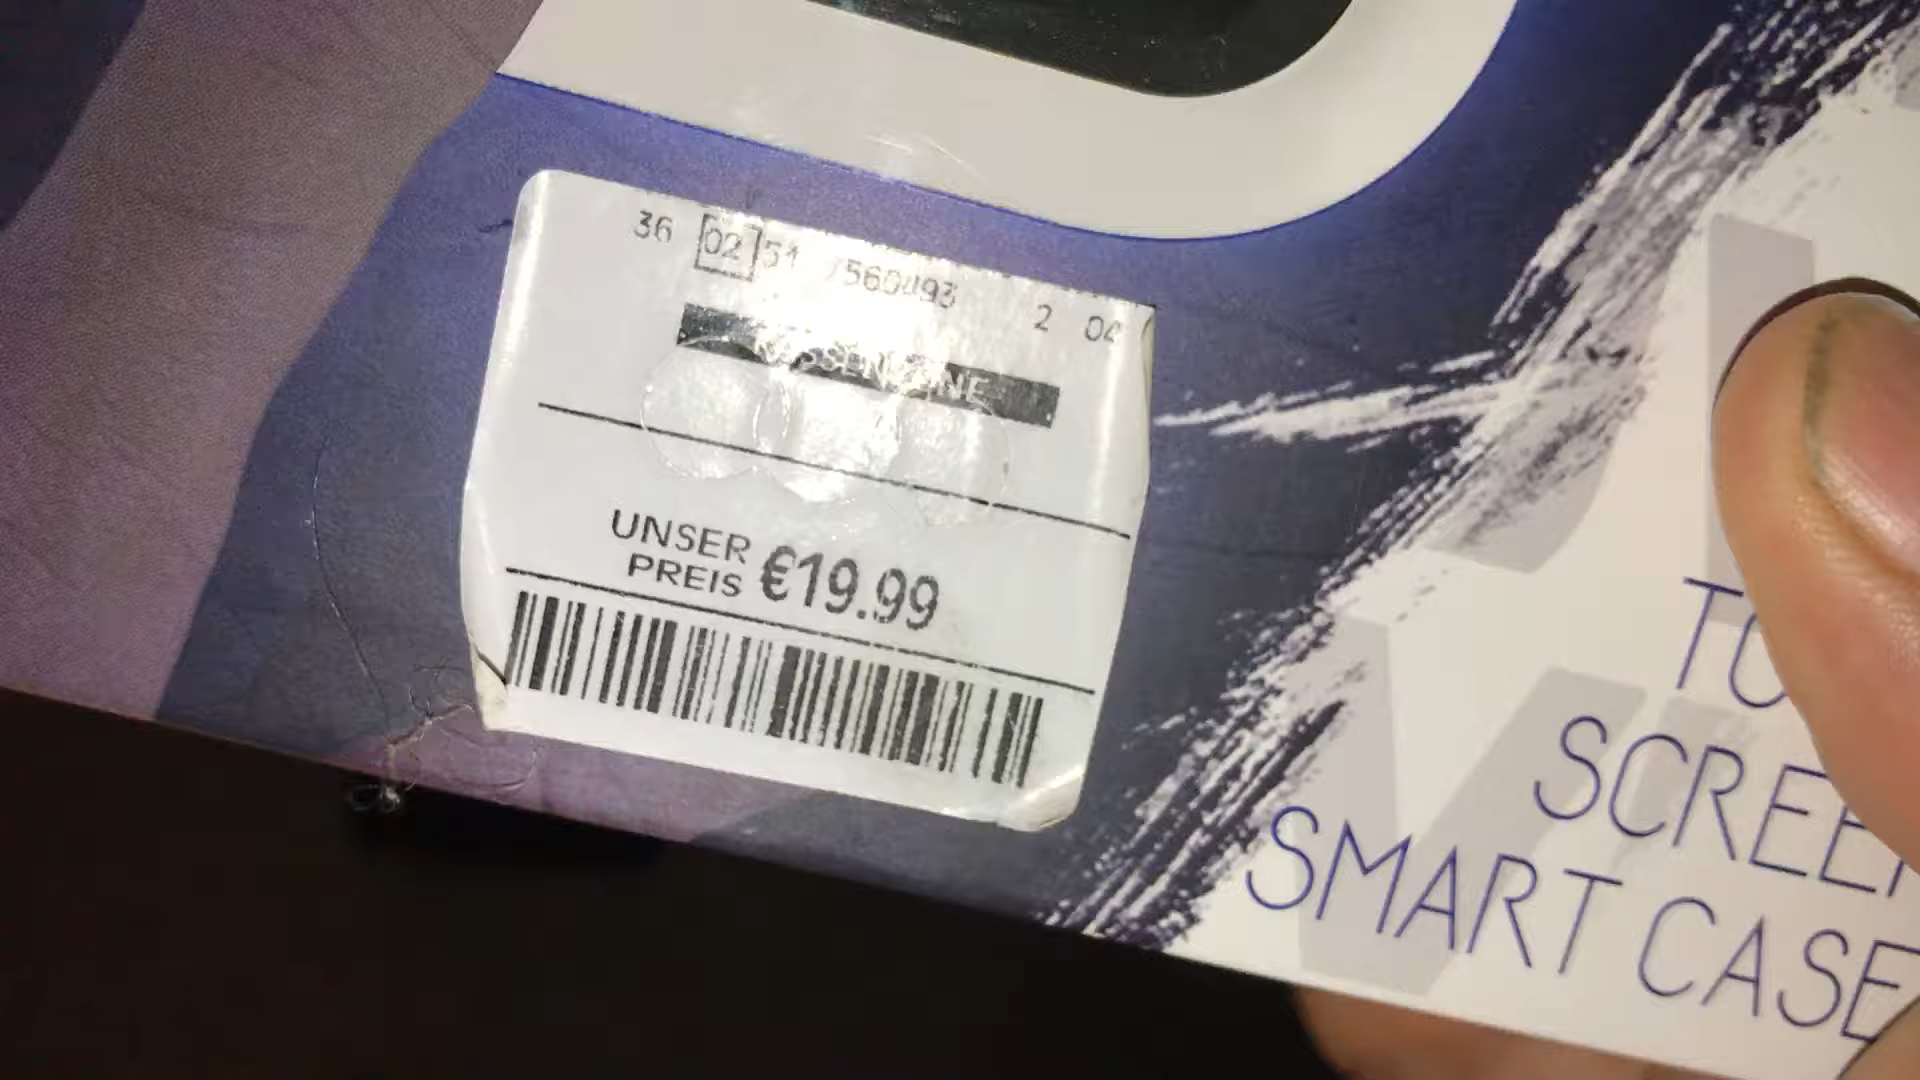 36 02 51 560493 2 04
UNSER
PREIS €19.99
SCREE
SMART CASE